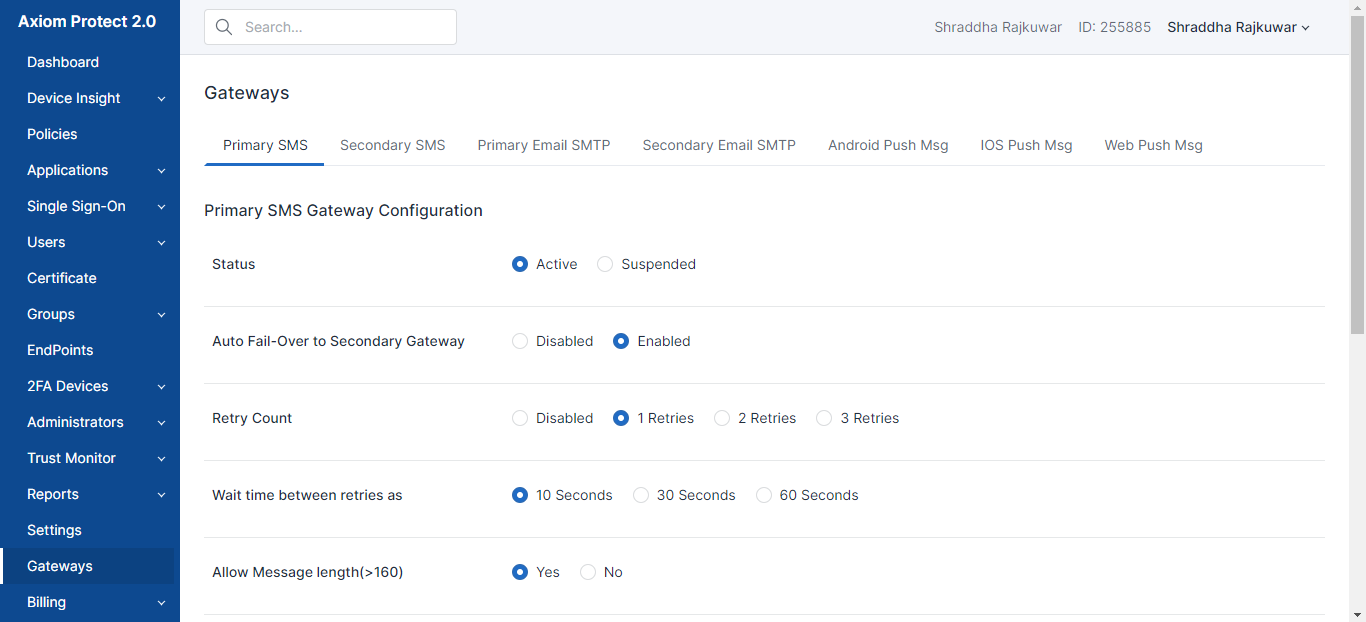 Axiom Protect 2.0
Dashboard
Device Insight
Policies
Applications
Single Sign-On
Users
Certificate
Groups
EndPoints
2FA Devices
Administrators
Trust Monitor
Reports
Settings
Gateways
Billing
Search...
Shraddha Rajkuwar ID: 255885 Shraddha Rajkuwar
Gateways
Primary SMS Secondary SMS Primary Email SMTP Secondary Email SMTP Android Push Msg IOS Push Msg Web Push Msg
Primary SMS Gateway Configuration
Status Active Suspended
Auto Fail-Over to Secondary Gateway Disabled Enabled
Retry Count Disabled 1 Retries 2 Retries 3 Retries
Wait time between retries as 10 Seconds 30 Seconds 60 Seconds
Allow Message length(>160) Yes No